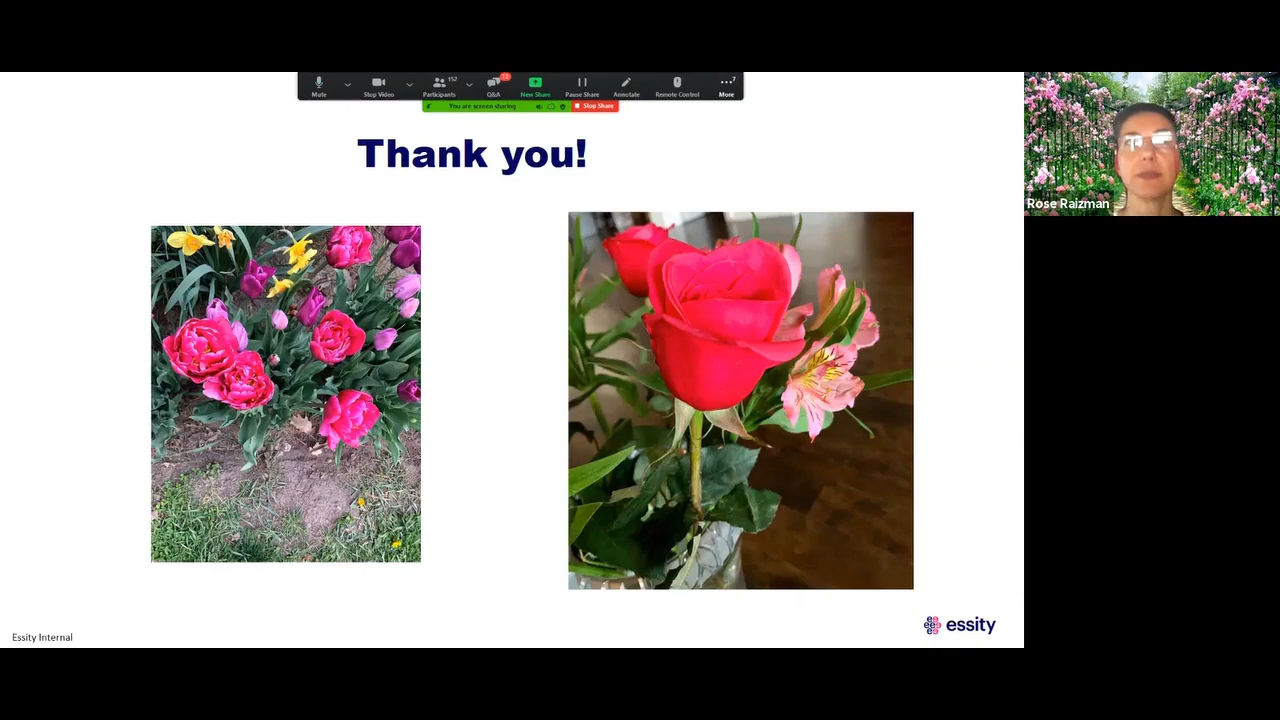 Mute
Stop Video
152
Participants
Q&A
New Share
Pause Share
Annotate
Remote Control
More
You are screen sharing
Stop Share
Thank you!
Rose Raizman
Essity Internal
essity